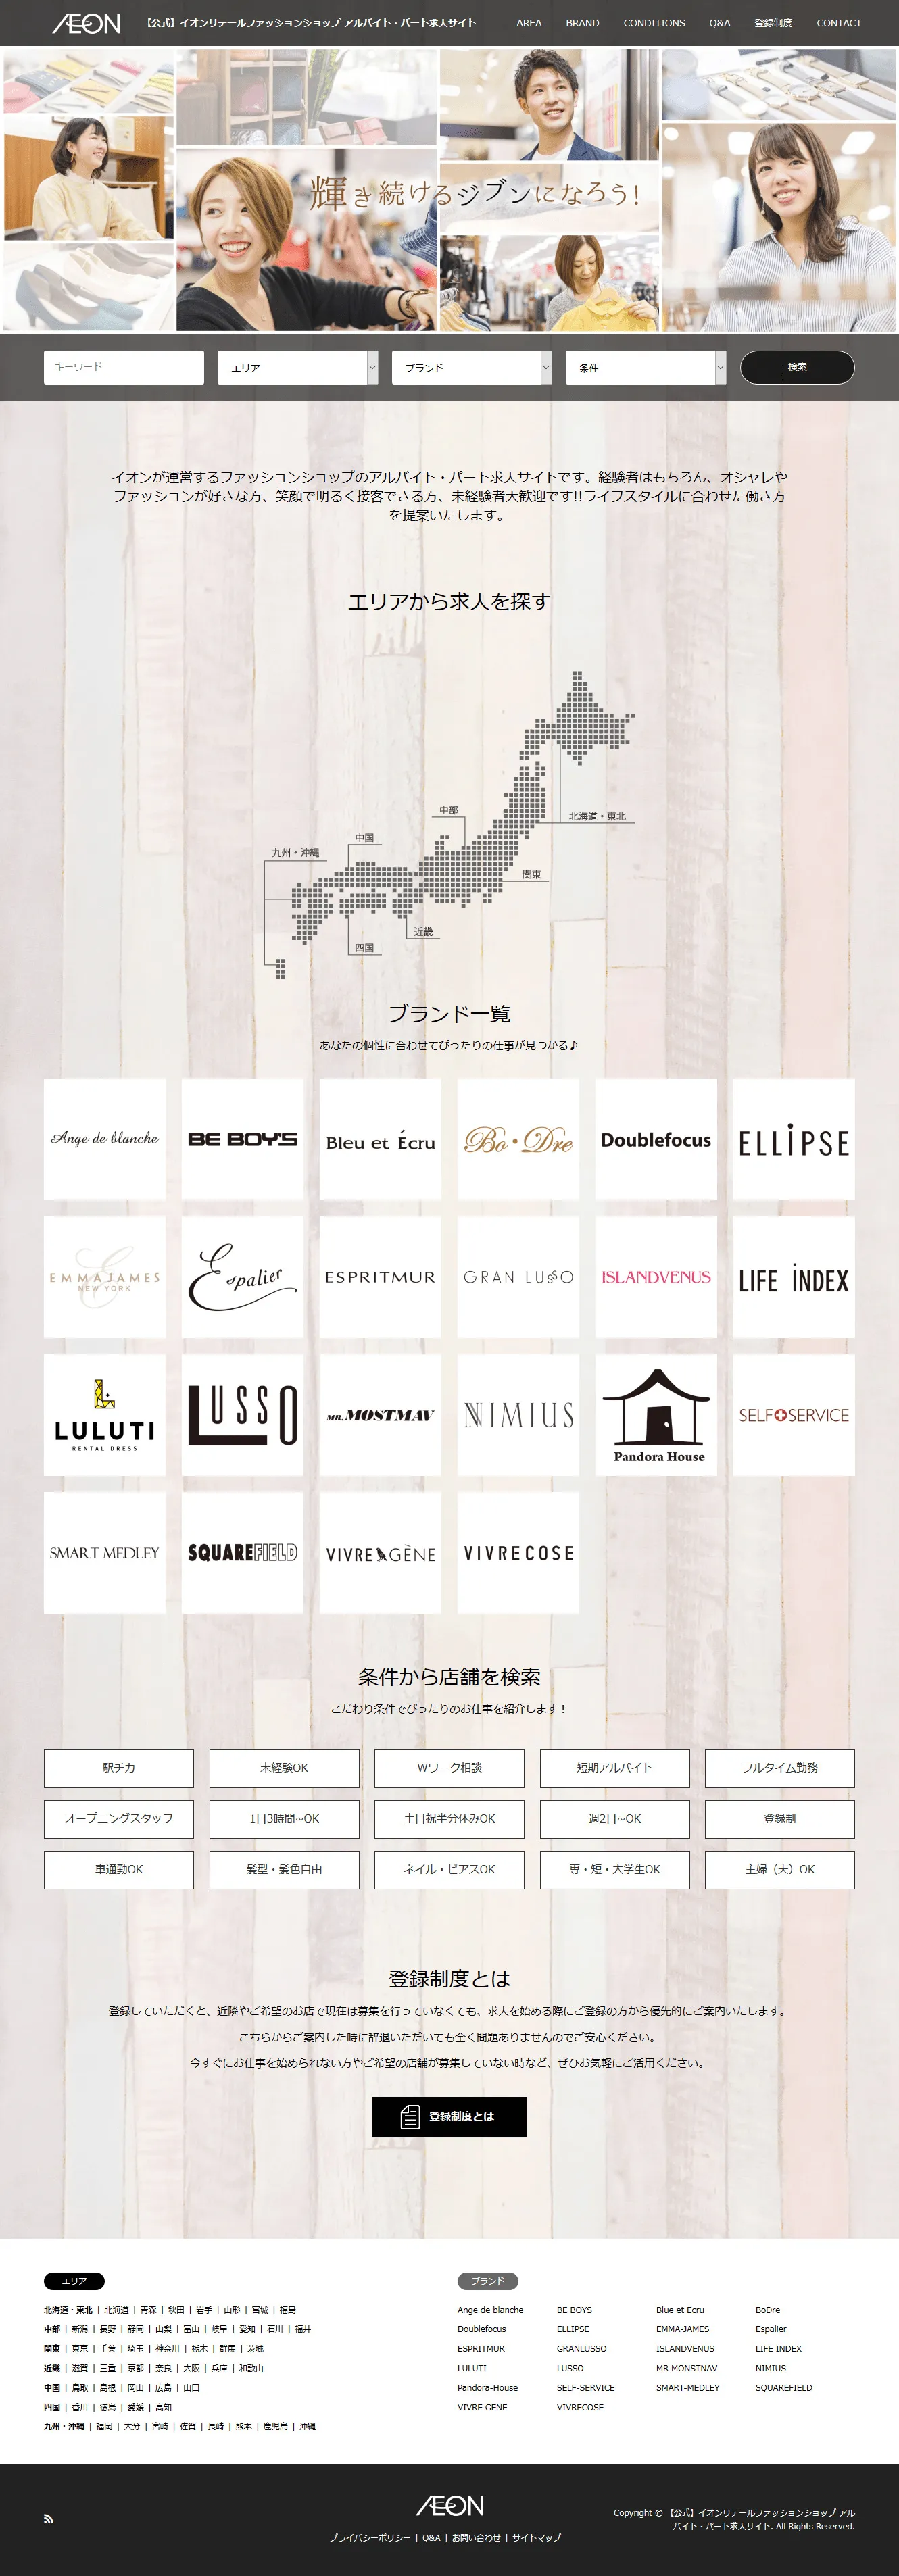 ÆON
【公式】イオンリテールファッションショップ アルバイト・パート求人サイト
AREA
BRAND
CONDITIONS
Q&A
登録制度
CONTACT
輝き続けるジブンになろう!
キーワード
エリア
ブランド
条件
検索
イオンが運営するファッションショップのアルバイト・パート求人サイトです。経験者はもちろん、オシャレや
ファッションが好きな方、笑顔で明るく接客できる方、未経験者大歓迎です!!ライフスタイルに合わせた働き方
を提案いたします。
エリアから求人を探す
中部
北海道・東北
中国
九州・沖縄
関東
近畿
四国
ブランド一覧
あなたの個性に合わせてぴったりの仕事が見つかる♪
Ange de blanche
BE BOY'S
Bleu et Écru
Bo・Dre
Doublefocus
ELLIPSE
EMMAJAMES
NEW YORK
Espalier
ESPRITMUR
GRAN LUSSO
ISLANDVENUS
LIFE INDEX
LULUTI
RENTAL DRESS
LUSSO
MR.MOSTMAV
NIMIUS
Pandora House
SELF+SERVICE
SMART MEDLEY
SQUAREFIELD
VIVRE GÈNE
VIVRECOSE
条件から店舗を検索
こだわり条件でぴったりのお仕事を紹介します！
駅チカ
未経験OK
Wワーク相談
短期アルバイト
フルタイム勤務
オープニングスタッフ
1日3時間~OK
土日祝半分休みOK
週2日~OK
登録制
車通勤OK
髪型・髪色自由
ネイル・ピアスOK
専・短・大学生OK
主婦（夫）OK
登録制度とは
登録していただくと、近隣やご希望のお店で現在は募集を行っていなくても、求人を始める際にご登録の方から優先的にご案内いたします。
こちらからご案内した時に辞退いただいても全く問題ありませんのでご安心ください。
今すぐにお仕事を始められない方やご希望の店舗が募集していない時など、ぜひお気軽にご活用ください。
登録制度とは
エリア
北海道・東北 | 北海道 | 青森 | 秋田 | 岩手 | 山形 | 宮城 | 福島
中部 | 新潟 | 長野 | 静岡 | 山梨 | 富山 | 岐阜 | 愛知 | 石川 | 福井
関東 | 東京 | 千葉 | 埼玉 | 神奈川 | 栃木 | 群馬 | 茨城
近畿 | 滋賀 | 三重 | 京都 | 奈良 | 大阪 | 兵庫 | 和歌山
中国 | 鳥取 | 島根 | 岡山 | 広島 | 山口
四国 | 香川 | 徳島 | 愛媛 | 高知
九州・沖縄 | 福岡 | 大分 | 宮崎 | 佐賀 | 長崎 | 熊本 | 鹿児島 | 沖縄
ブランド
Ange de blanche BE BOYS Blue et Ecru BoDre
Doublefocus ELLIPSE EMMA-JAMES Espalier
ESPRITMUR GRANLUSSO ISLANDVENUS LIFE INDEX
LULUTI LUSSO MR MONSTNAV NIMIUS
Pandora-House SELF-SERVICE SMART-MEDLEY SQUAREFIELD
VIVRE GENE VIVRECOSE
ÆON
プライバシーポリシー | Q&A | お問い合わせ | サイトマップ
Copyright © 【公式】イオンリテールファッションショップ アル
バイト・パート求人サイト. All Rights Reserved.